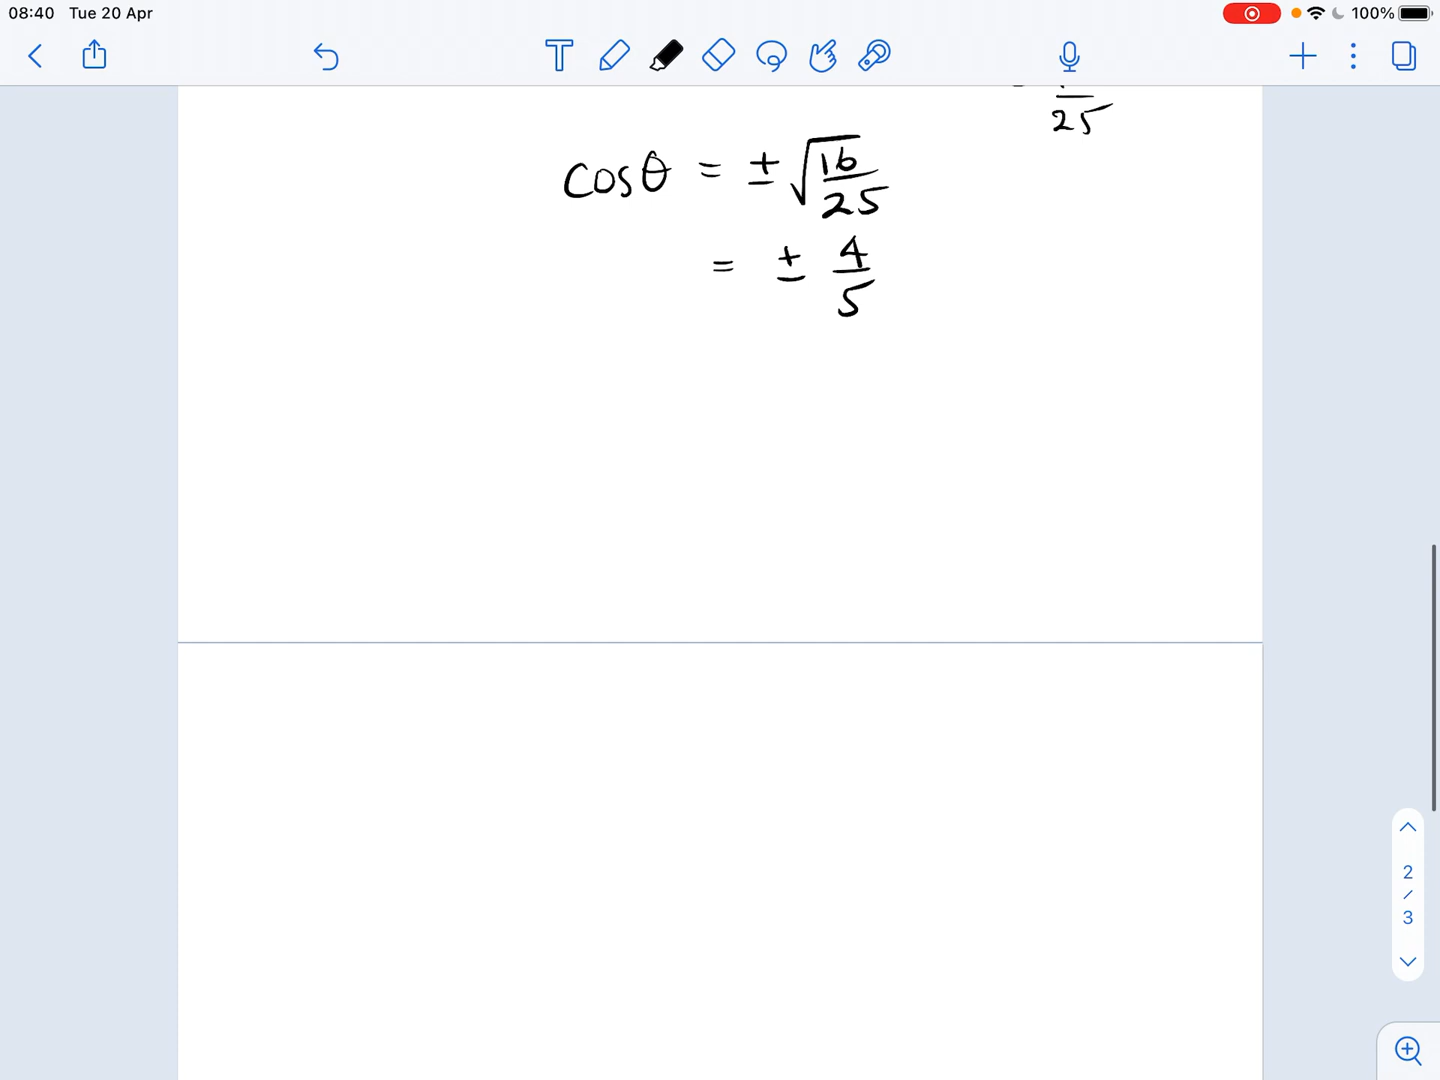 08:40 Tue 20 Apr 100%
T
25
cosθ = ± √16/25
= ± 4/5
2
/
3